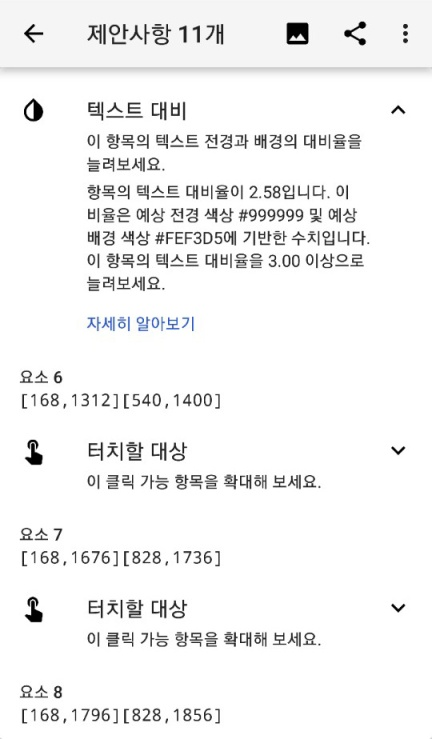 제안사항 11개
텍스트 대비
이 항목의 텍스트 전경과 배경의 대비율을
늘려보세요.
항목의 텍스트 대비율이 2.58입니다. 이
비율은 예상 전경 색상 #999999 및 예상
배경 색상 #FEF3D5에 기반한 수치입니다.
이 항목의 텍스트 대비율을 3.00 이상으로
늘려보세요.
자세히 알아보기
요소 6
[168,1312][540,1400]
터치할 대상
이 클릭 가능 항목을 확대해 보세요.
요소 7
[168,1676][828,1736]
터치할 대상
이 클릭 가능 항목을 확대해 보세요.
요소 8
[168,1796][828,1856]